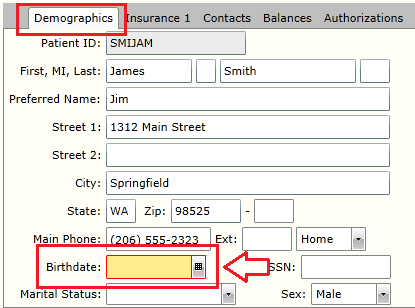 Demographics Insurance 1 Contacts Balances Authorizations
Patient ID: SMIJAM
First, MI, Last: James Smith
Preferred Name: Jim
Street 1: 1312 Main Street
Street 2:
City: Springfield
State: WA Zip: 98525 -
Main Phone: (206) 555-2323 Ext: Home
Birthdate: SSN:
Marital Status: Sex: Male